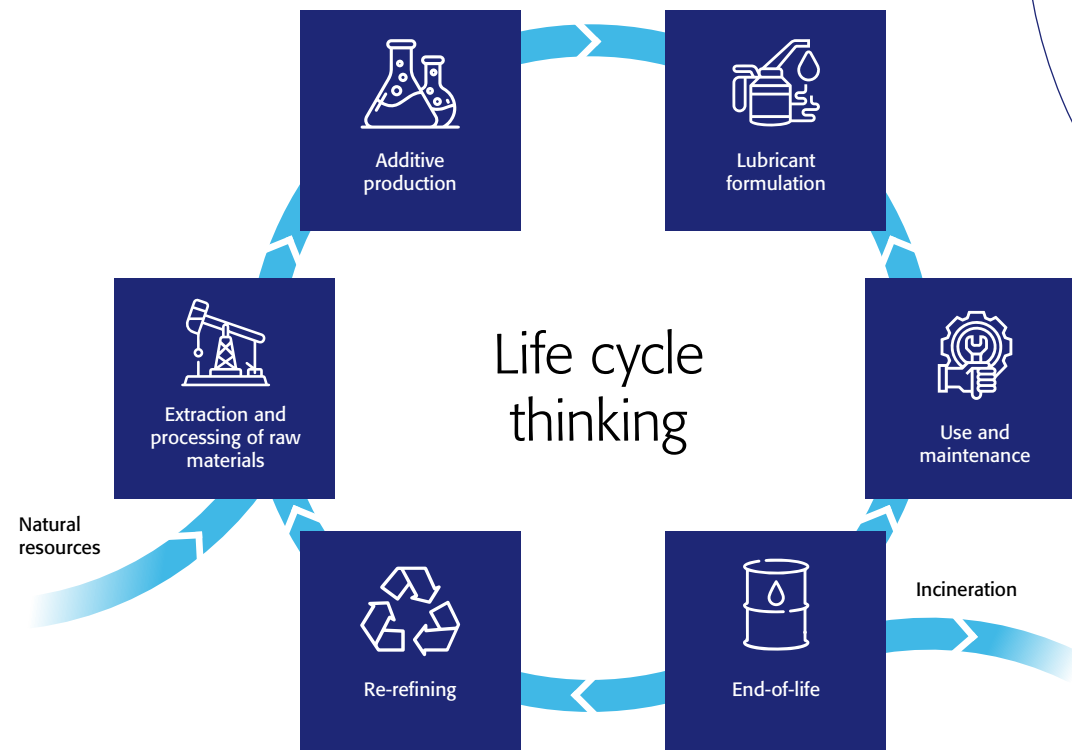 Additive
production
Lubricant
formulation
Life cycle
thinking
Extraction and
processing of raw
materials
Use and
maintenance
Natural
resources
Incineration
Re-refining
End-of-life